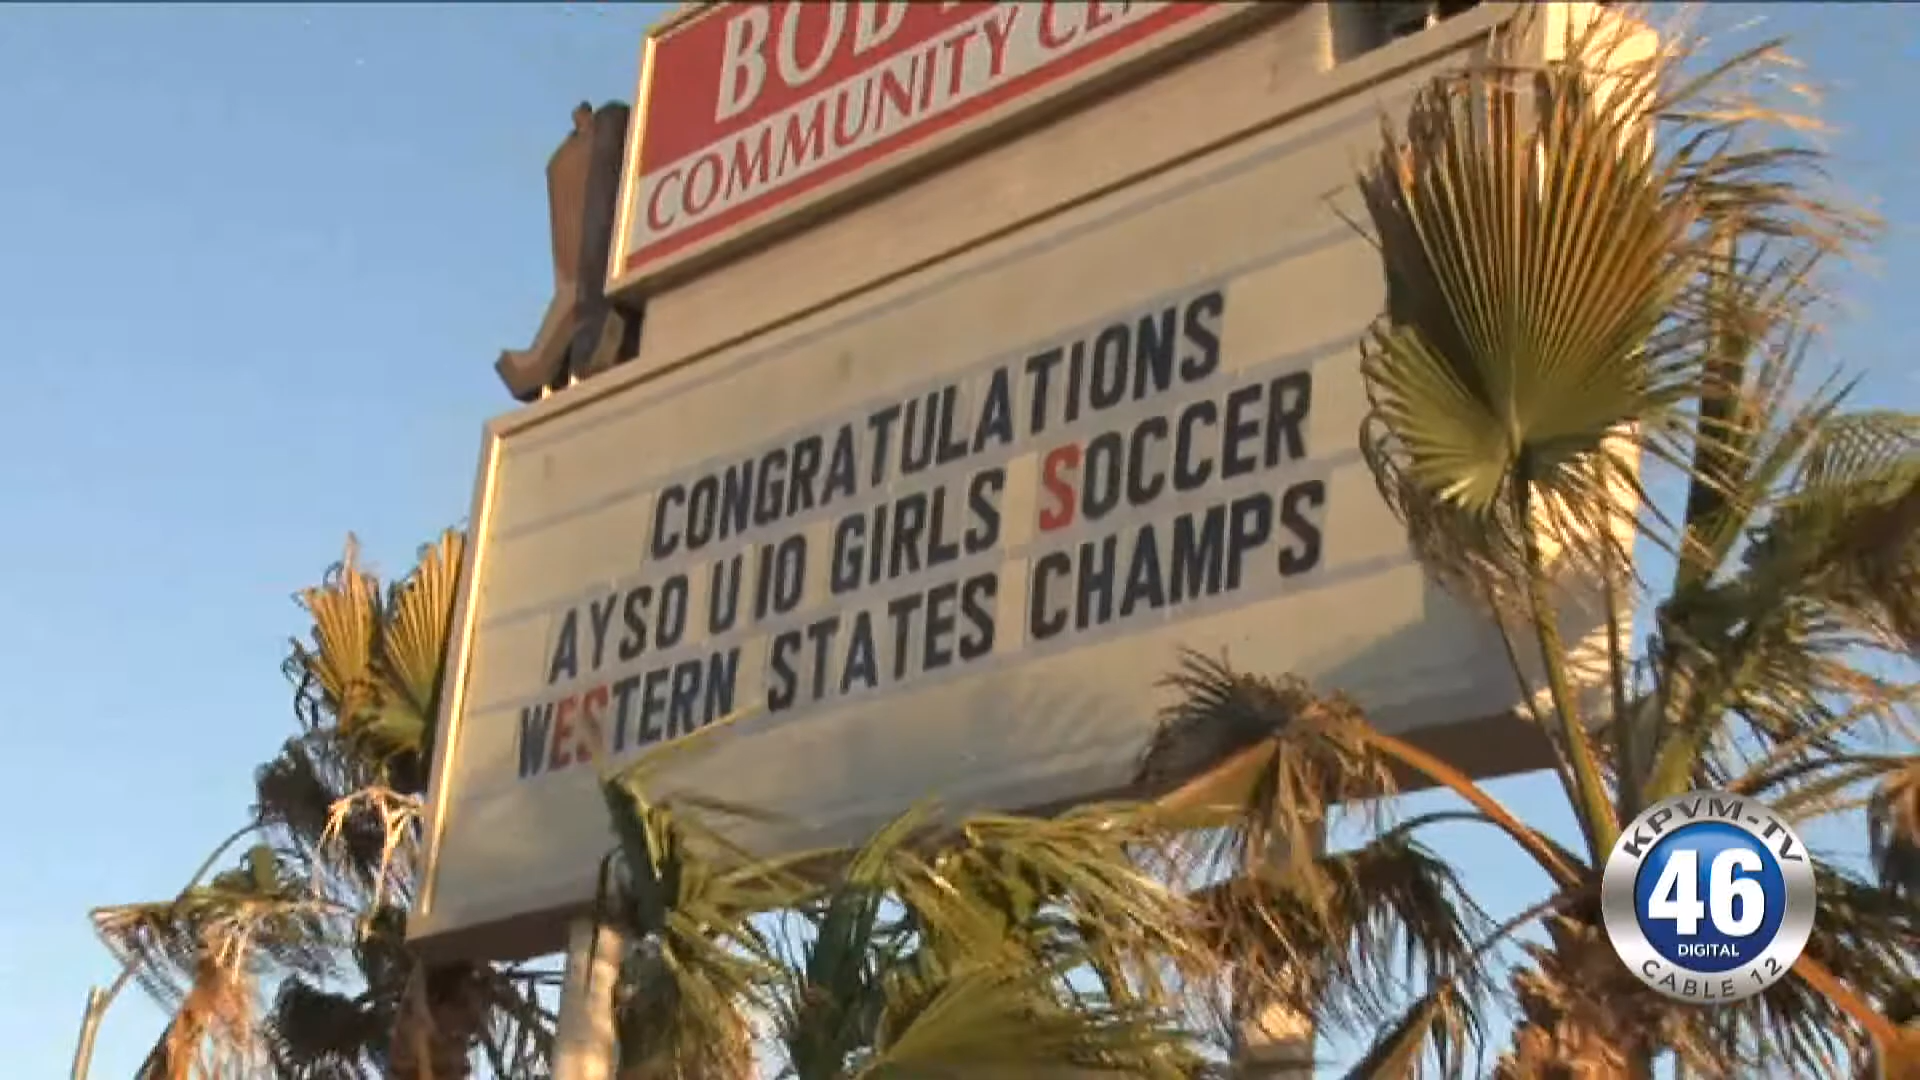 COMMUNITY
CONGRATULATIONS
AYSO U10 GIRLS SOCCER
WESTERN STATES CHAMPS
KPVM-TV
46
DIGITAL
CABLE 12